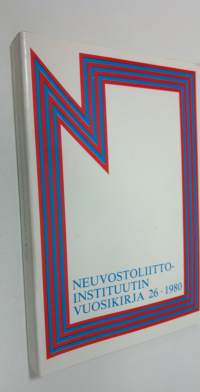 NEUVOSTOLIITTO-
INSTITUUTIN
VUOSIKIRJA 26 · 1980